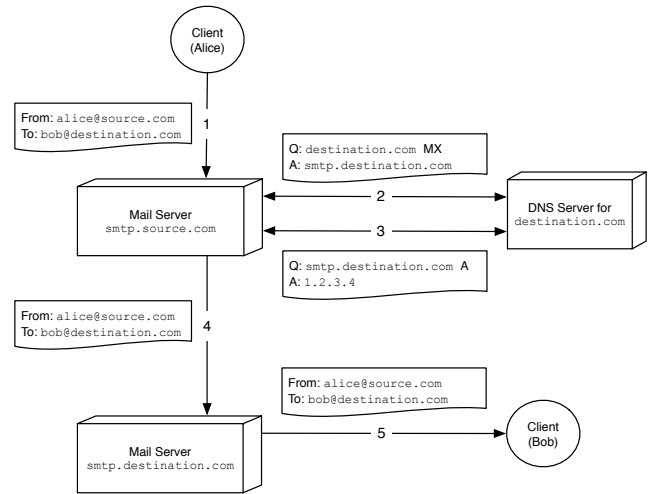 Client
(Alice)
From: alice@source.com
To: bob@destination.com
1
Q: destination.com MX
A: smtp.destination.com
Mail Server
smtp.source.com
2
3
DNS Server for
destination.com
Q: smtp.destination.com A
A: 1.2.3.4
From: alice@source.com
To: bob@destination.com
4
From: alice@source.com
To: bob@destination.com
Mail Server
smtp.destination.com
5
Client
(Bob)